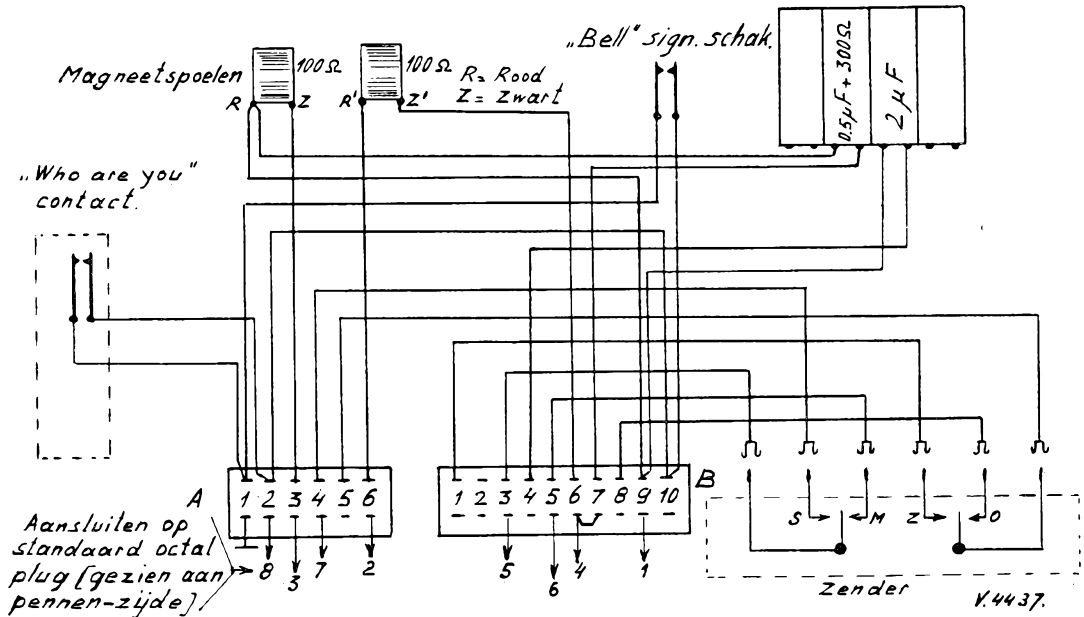 „Bell" sign. schak.
Magneetspoelen
100Ω
100Ω
R = Rood
Z = Zwart
R
Z
R'
Z'
0.5µF + 300Ω
2 µF
„Who are you"
contact.
A
1 2 3 4 5 6
8 3 7 2
B
1 2 3 4 5 6 7 8 9 10
5 6 4 1
Aansluiten op
standaard octal
plug [gezien aan
pennen-zijde]
S M Z O
Zender
V.4437.